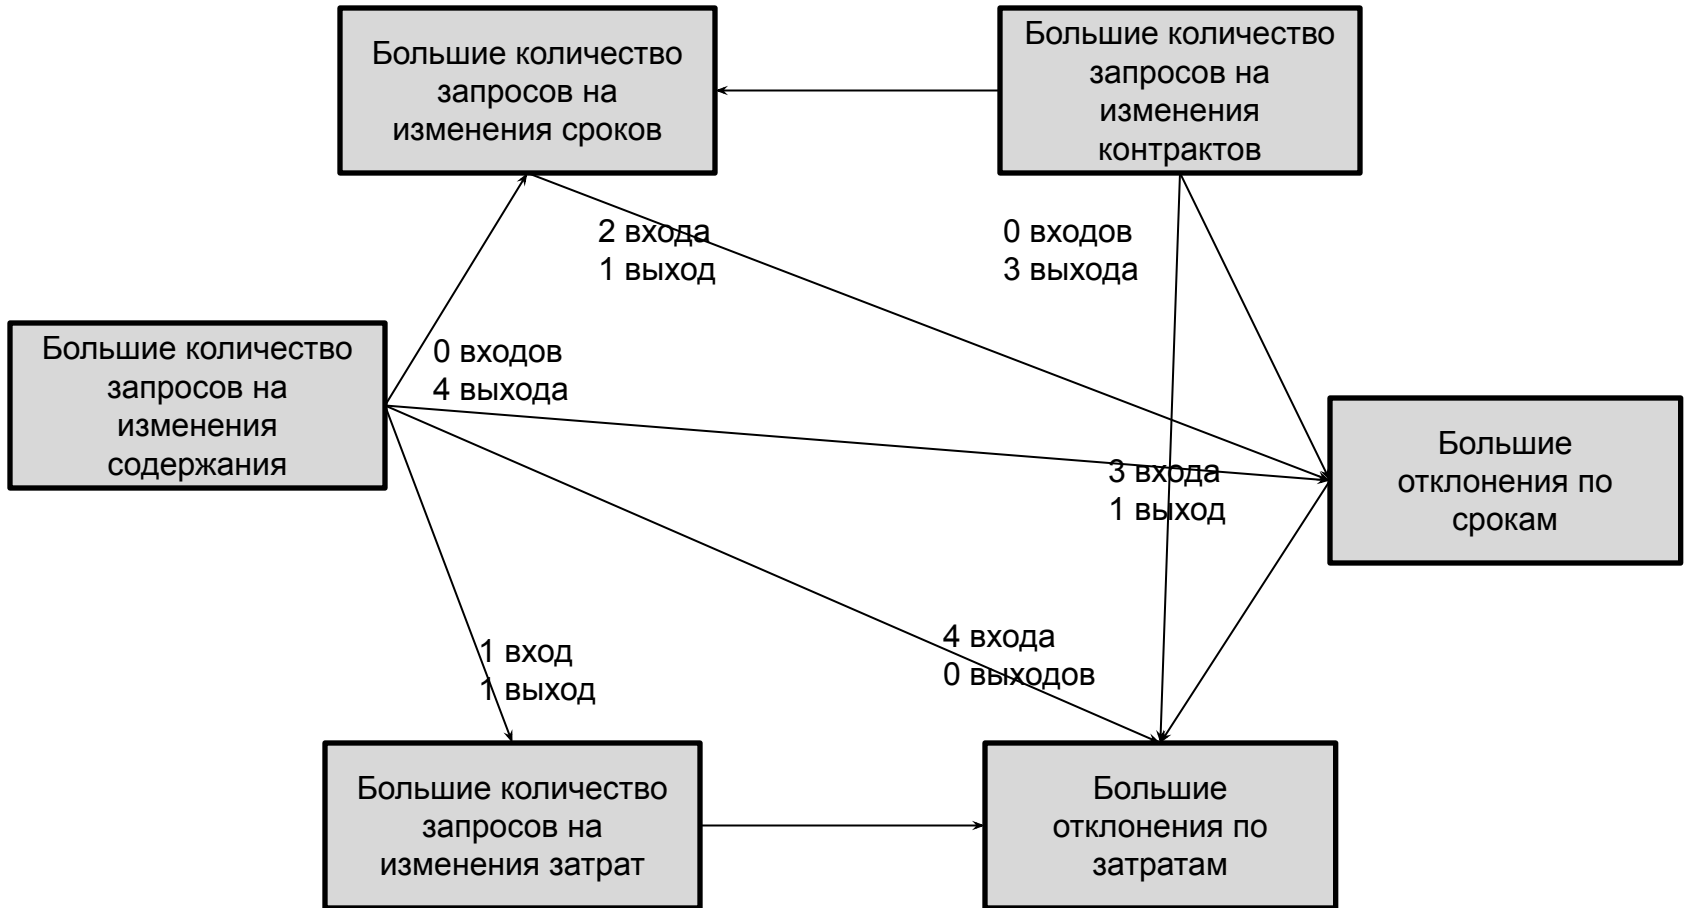 Большие количество
запросов на
изменения сроков
Большие количество
запросов на
изменения
контрактов
2 входа
1 выход
0 входов
3 выхода
Большие количество
запросов на
изменения
содержания
0 входов
4 выхода
3 входа
1 выход
Большие
отклонения по
срокам
1 вход
1 выход
4 входа
0 выходов
Большие количество
запросов на
изменения затрат
Большие
отклонения по
затратам